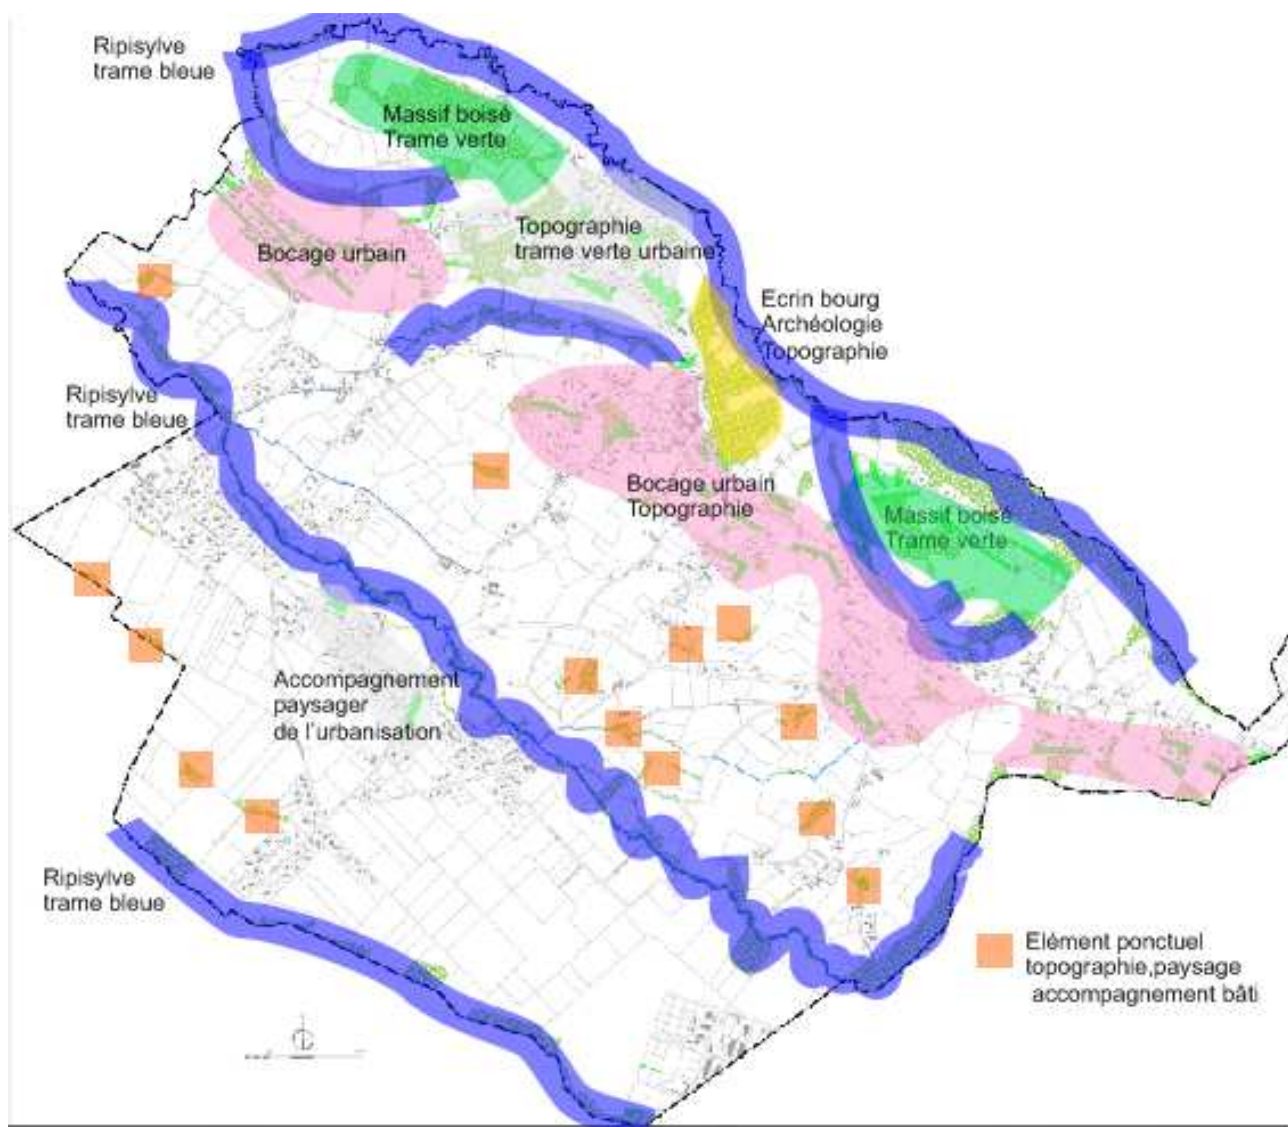 Ripisylve
trame bleue
Massif boisé
Trame verte
Topographie
trame verte urbaine
Bocage urbain
Ecrin bourg
Archéologie
Topographie
Ripisylve
trame bleue
Bocage urbain
Topographie
Massif boisé
Trame verte
Accompagnement
paysager
de l'urbanisation
Ripisylve
trame bleue
Elément ponctuel
topographie,paysage
accompagnement bâti